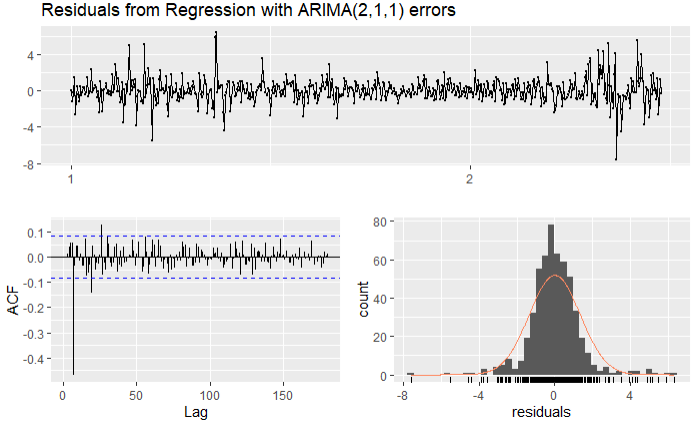 Residuals from Regression with ARIMA(2,1,1) errors
4
0
-4
-8
1 2
ACF
0.1
0.0
-0.1
-0.2
-0.3
-0.4
0 50 100 150
Lag
count
80
60
40
20
0
-8 -4 0 4
residuals